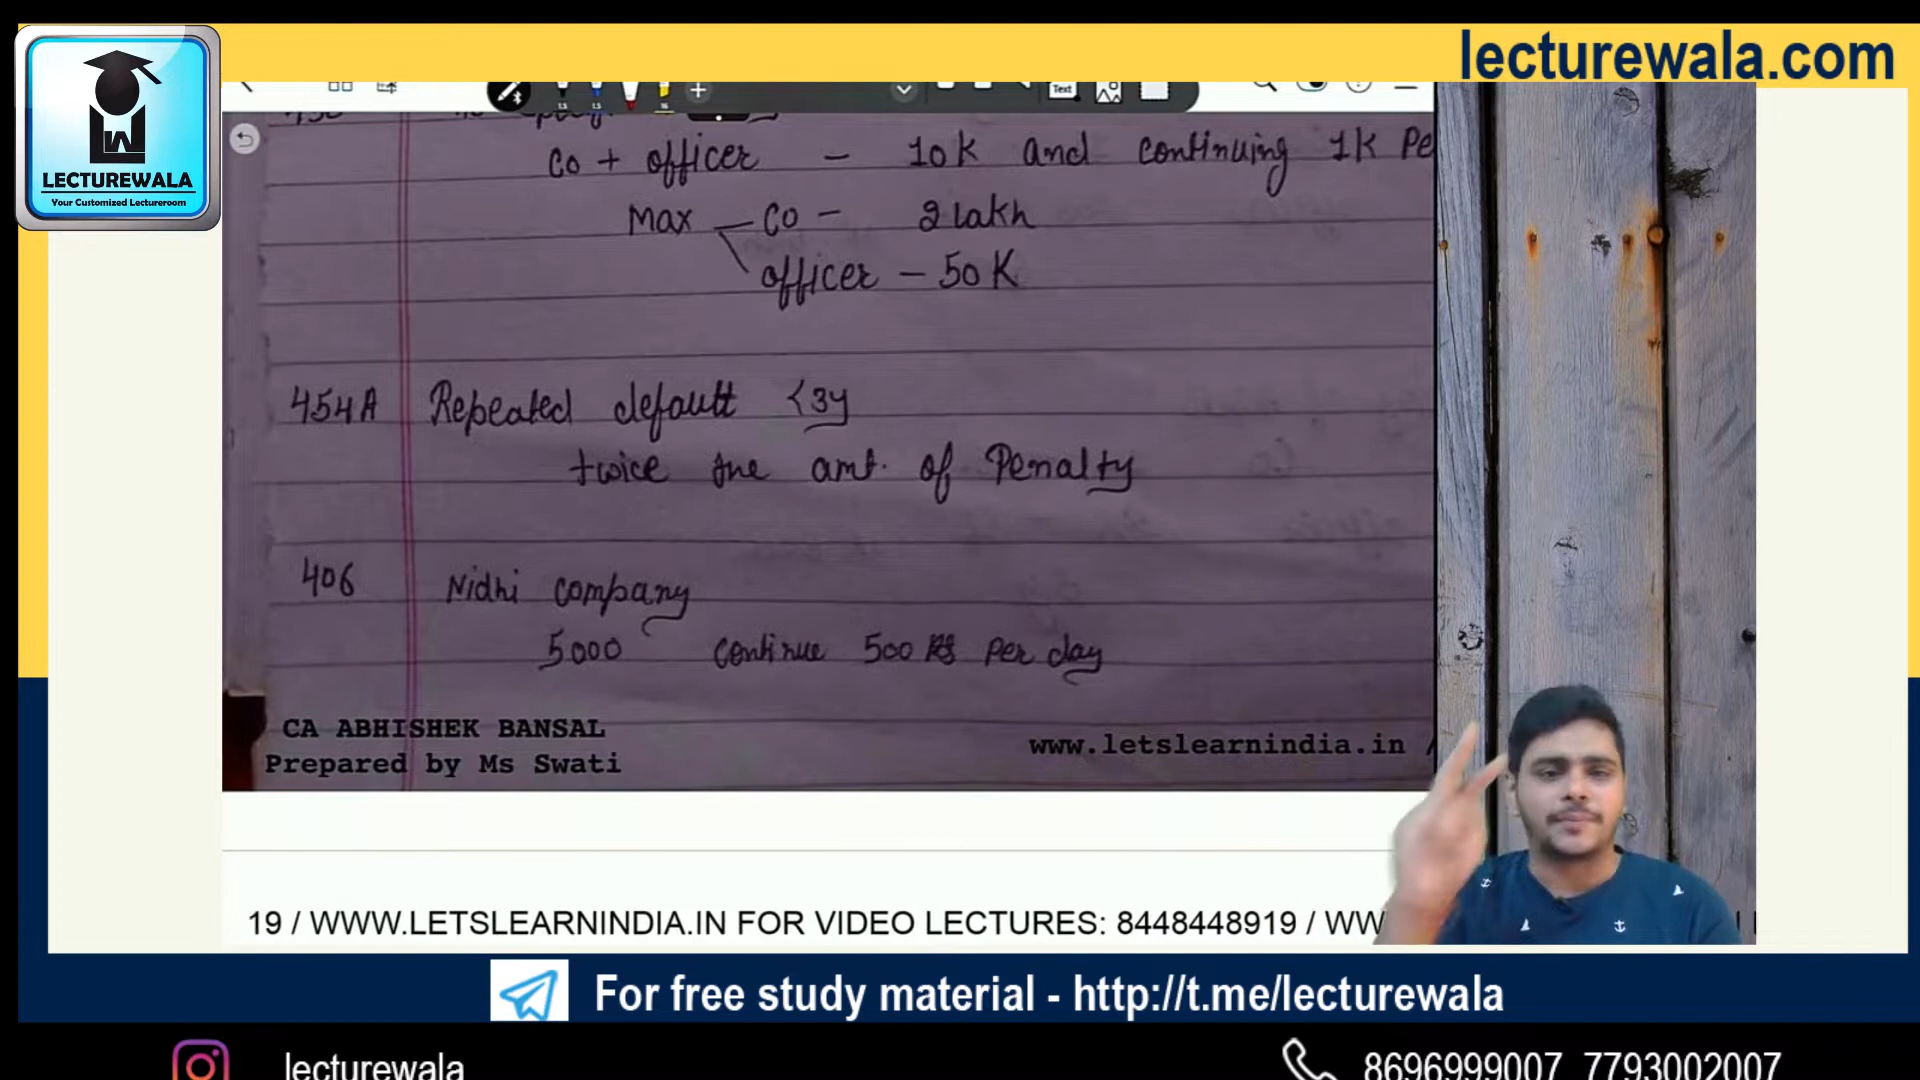 lecturewala.com
LW
LECTUREWALA
Your Customized Lectureroom
Text
Co + officer - 10K and continuing 1K Pe
Max - Co - 2 lakh
officer - 50K
454A Repeated default <3y
twice the amt. of Penalty
406 Nidhi company
5000 continue 500 Rs Per day
CA ABHISHEK BANSAL
Prepared by Ms Swati
www.letslearnindia.in /
19 / WWW.LETSLEARNINDIA.IN FOR VIDEO LECTURES: 8448448919 / WW
For free study material - http://t.me/lecturewala
lecturewala
8696999007, 7793002007